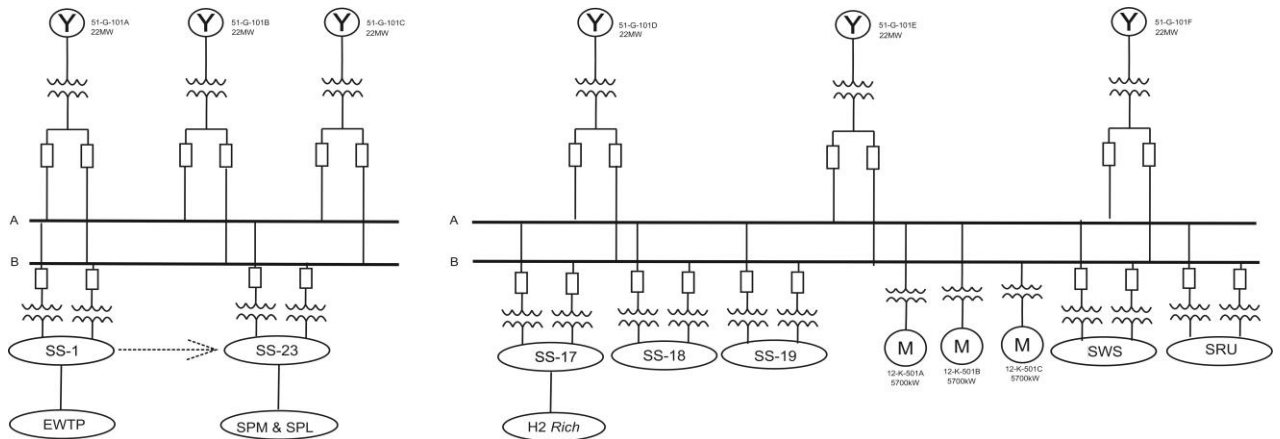 51-G-101A
22MW
51-G-101B
22MW
51-G-101C
22MW
51-G-101D
22MW
51-G-101E
22MW
51-G-101F
22MW
Y
Y
Y
Y
Y
Y
A
B
A
B
SS-1
SS-23
SS-17
SS-18
SS-19
M
12-K-501A
5700kW
M
12-K-501B
5700kW
M
12-K-501C
5700kW
SWS
SRU
EWTP
SPM & SPL
H2 Rich